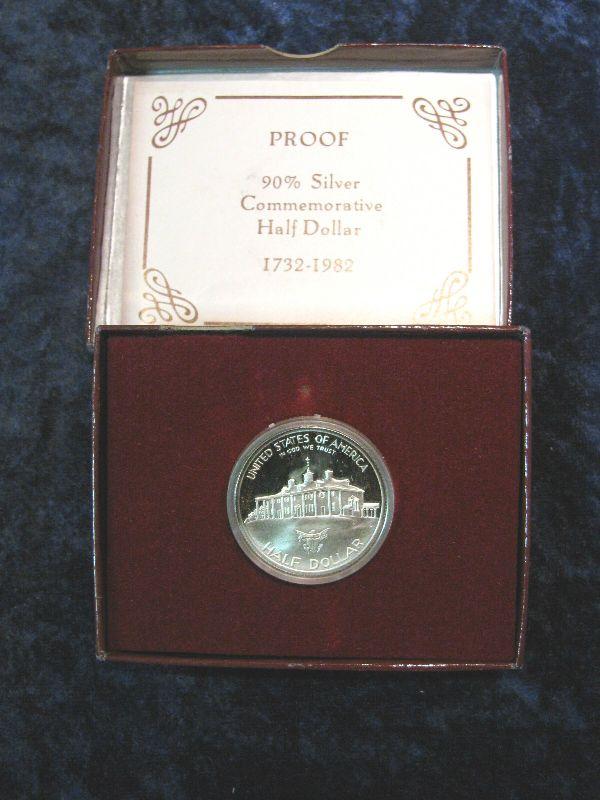 PROOF
90% Silver
Commemorative
Half Dollar
1732-1982
UNITED STATES OF AMERICA
IN GOD WE TRUST
HALF DOLLAR